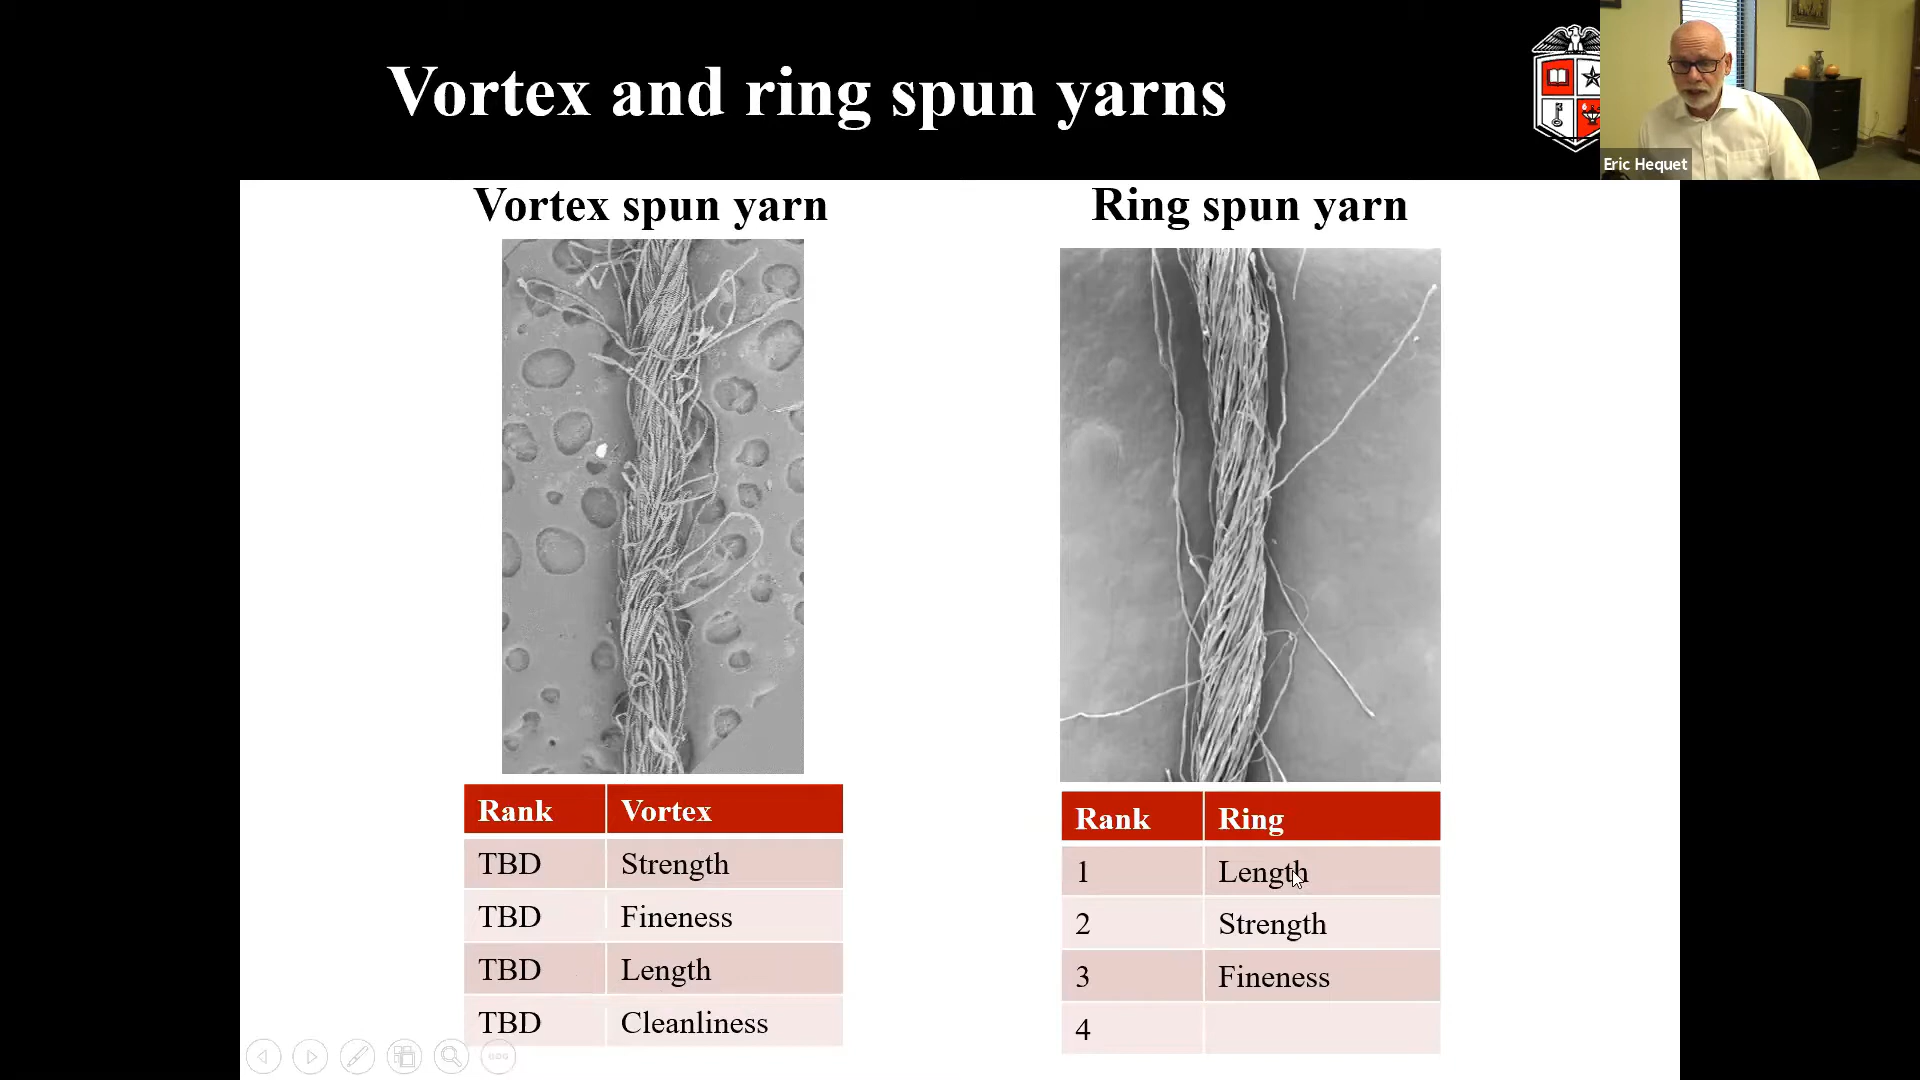 Vortex and ring spun yarns
Eric Hequet
Vortex spun yarn
Ring spun yarn
Rank Vortex
TBD Strength
TBD Fineness
TBD Length
TBD Cleanliness
Rank Ring
1 Length
2 Strength
3 Fineness
4